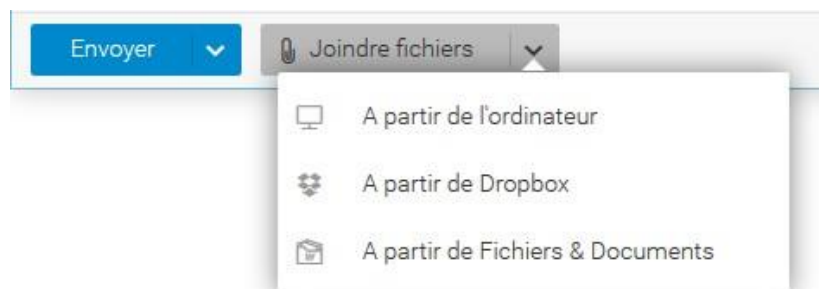 Envoyer Joindre fichiers
A partir de l'ordinateur
A partir de Dropbox
A partir de Fichiers & Documents